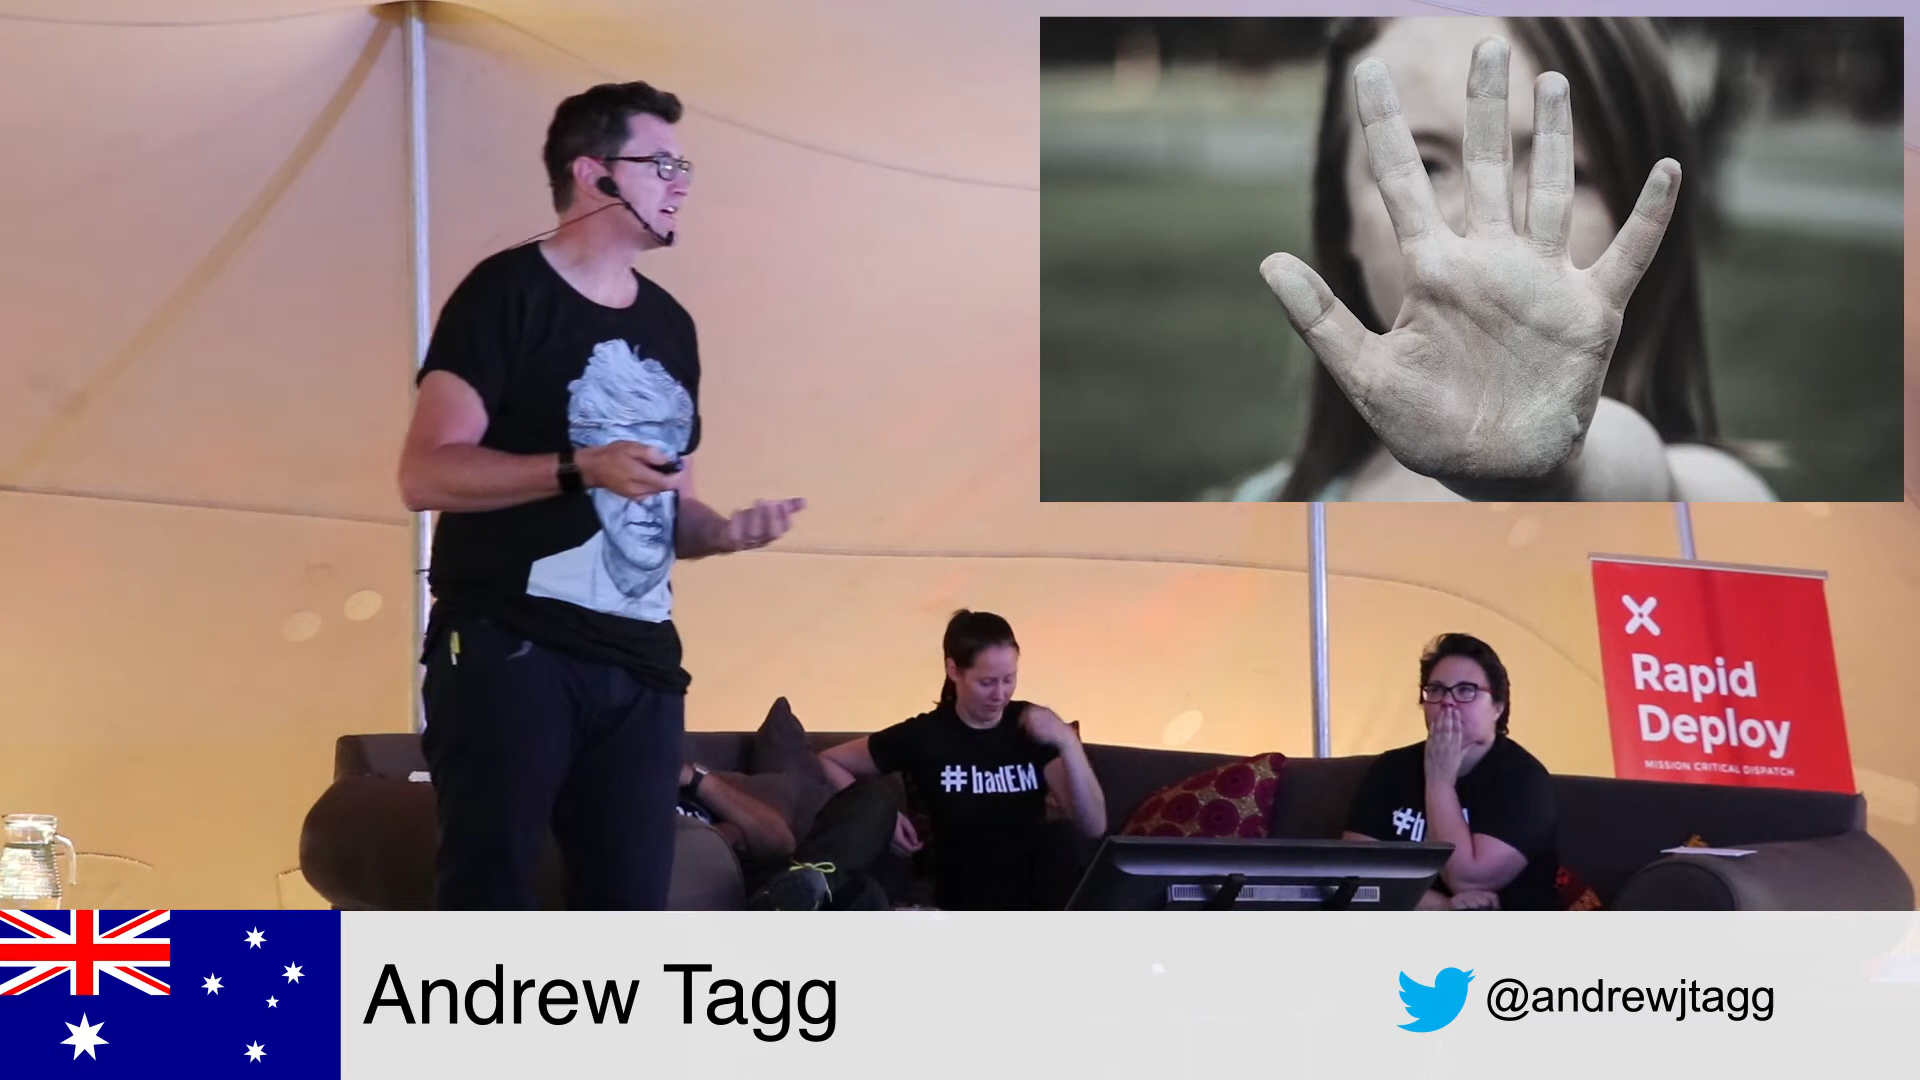 Rapid
Deploy
MISSION CRITICAL DISPATCH
#badEM
#b
Andrew Tagg
@andrewjtagg